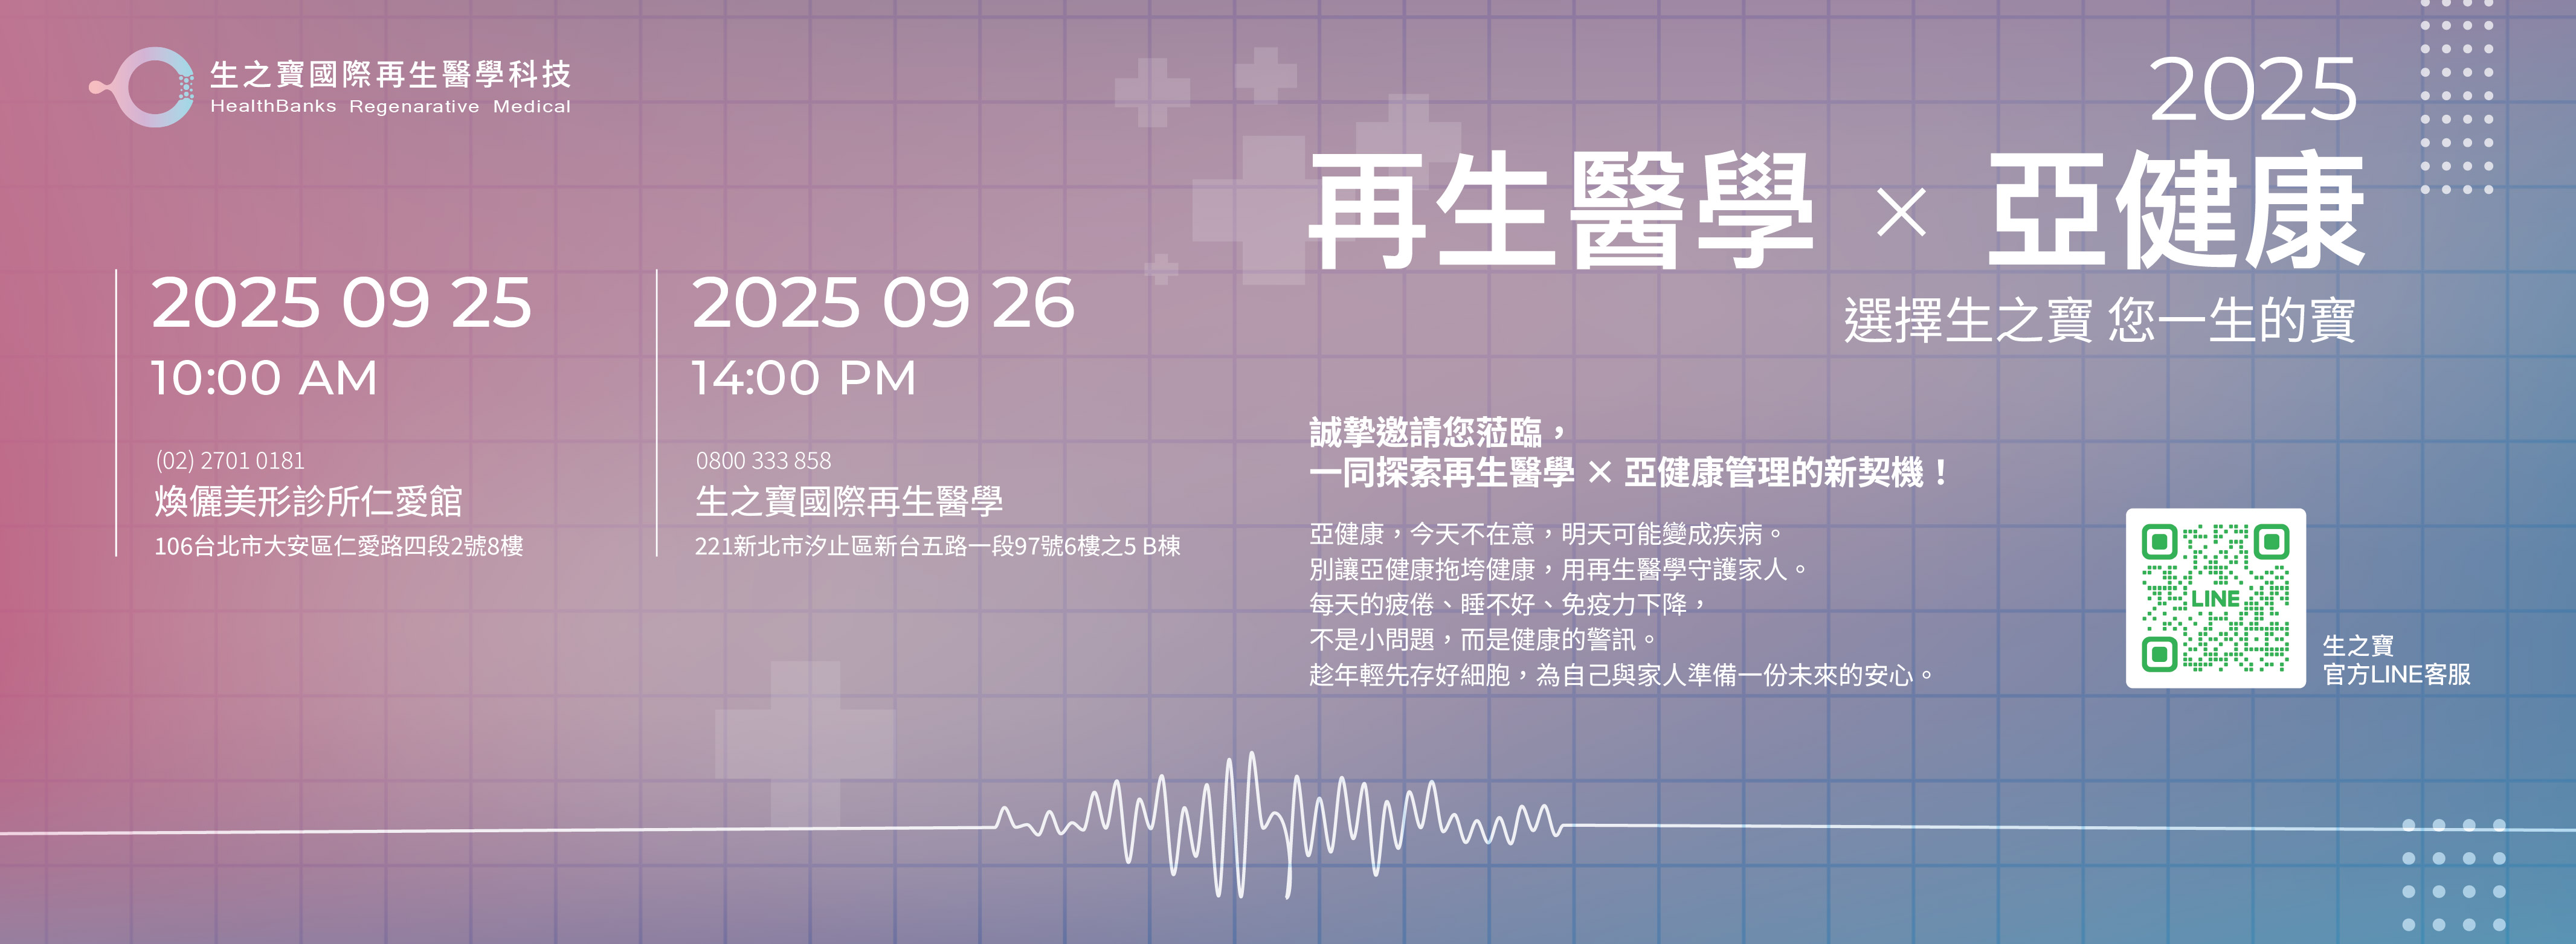 生之寶國際再生醫學科技
HealthBanks Regenarative Medical
2025
再生醫學 × 亞健康
選擇生之寶 您一生的寶
2025 09 25
10:00 AM
(02) 2701 0181
煥儷美形診所仁愛館
106台北市大安區仁愛路四段2號8樓
2025 09 26
14:00 PM
0800 333 858
生之寶國際再生醫學
221新北市汐止區新台五路一段97號6樓之5 B棟
誠摯邀請您蒞臨，
一同探索再生醫學 × 亞健康管理的新契機！
亞健康，今天不在意，明天可能變成疾病。
別讓亞健康拖垮健康，用再生醫學守護家人。
每天的疲倦、睡不好、免疫力下降，
不是小問題，而是健康的警訊。
趁年輕先存好細胞，為自己與家人準備一份未來的安心。
LINE
生之寶
官方LINE客服